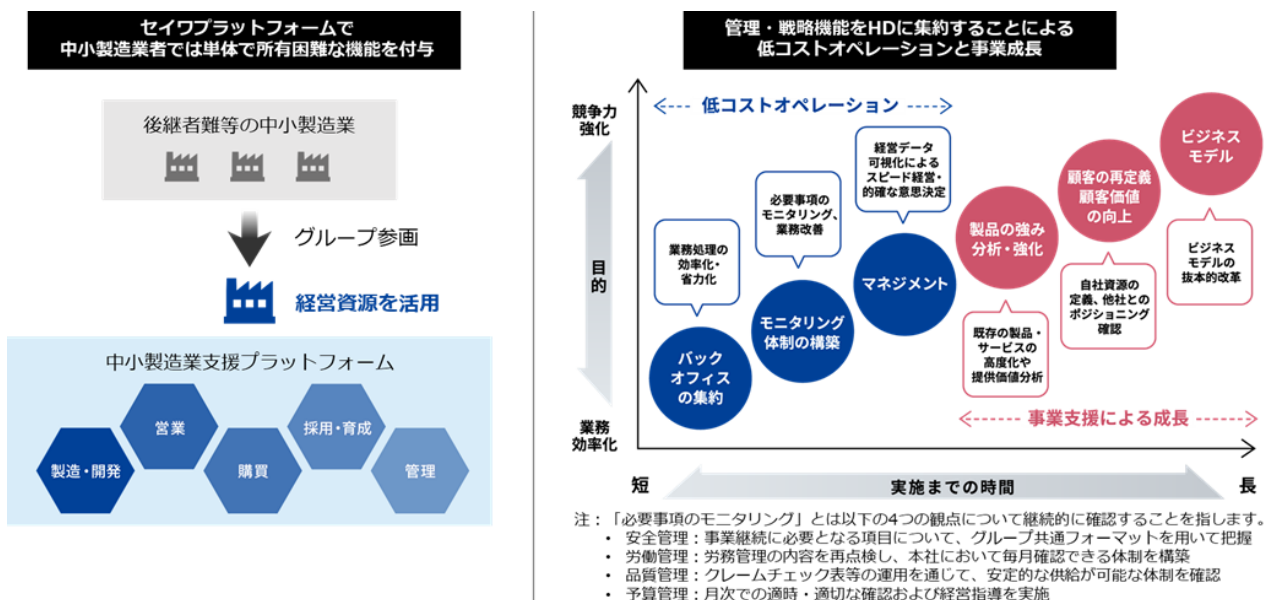 セイワプラットフォームで
中小製造業者では単体で所有困難な機能を付与
後継者難等の中小製造業
グループ参画
経営資源を活用
中小製造業支援プラットフォーム
製造・開発
営業
購買
採用・育成
管理
管理・戦略機能をHDに集約することによる
低コストオペレーションと事業成長
競争力
強化
目的
業務
効率化
低コストオペレーション
業務処理の
効率化・
省力化
バック
オフィス
の集約
必要事項の
モニタリング、
業務改善
モニタリング
体制の構築
経営データ
可視化による
スピード経営・
的確な意思決定
マネジメント
製品の強み
分析・強化
既存の製品・
サービスの
高度化や
提供価値分析
顧客の再定義
顧客価値
の向上
自社資源の
定義、他社との
ポジショニング
確認
ビジネス
モデル
ビジネス
モデルの
抜本的改革
事業支援による成長
短
実施までの時間
長
注：「必要事項のモニタリング」とは以下の4つの観点について継続的に確認することを指します。
• 安全管理：事業継続に必要となる項目について、グループ共通フォーマットを用いて把握
• 労働管理：労務管理の内容を再点検し、本社において毎月確認できる体制を構築
• 品質管理：クレームチェック表等の運用を通じて、安定的な供給が可能な体制を確認
• 予算管理：月次での適時・適切な確認および経営指導を実施